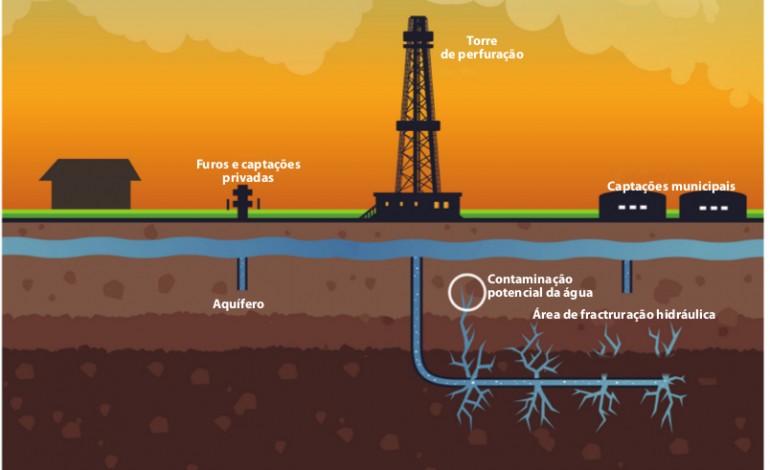 Torre
de perfuração
Furos e captações
privadas
Captações municipais
Contaminação
potencial da água
Aquífero
Área de fractruração hidráulica